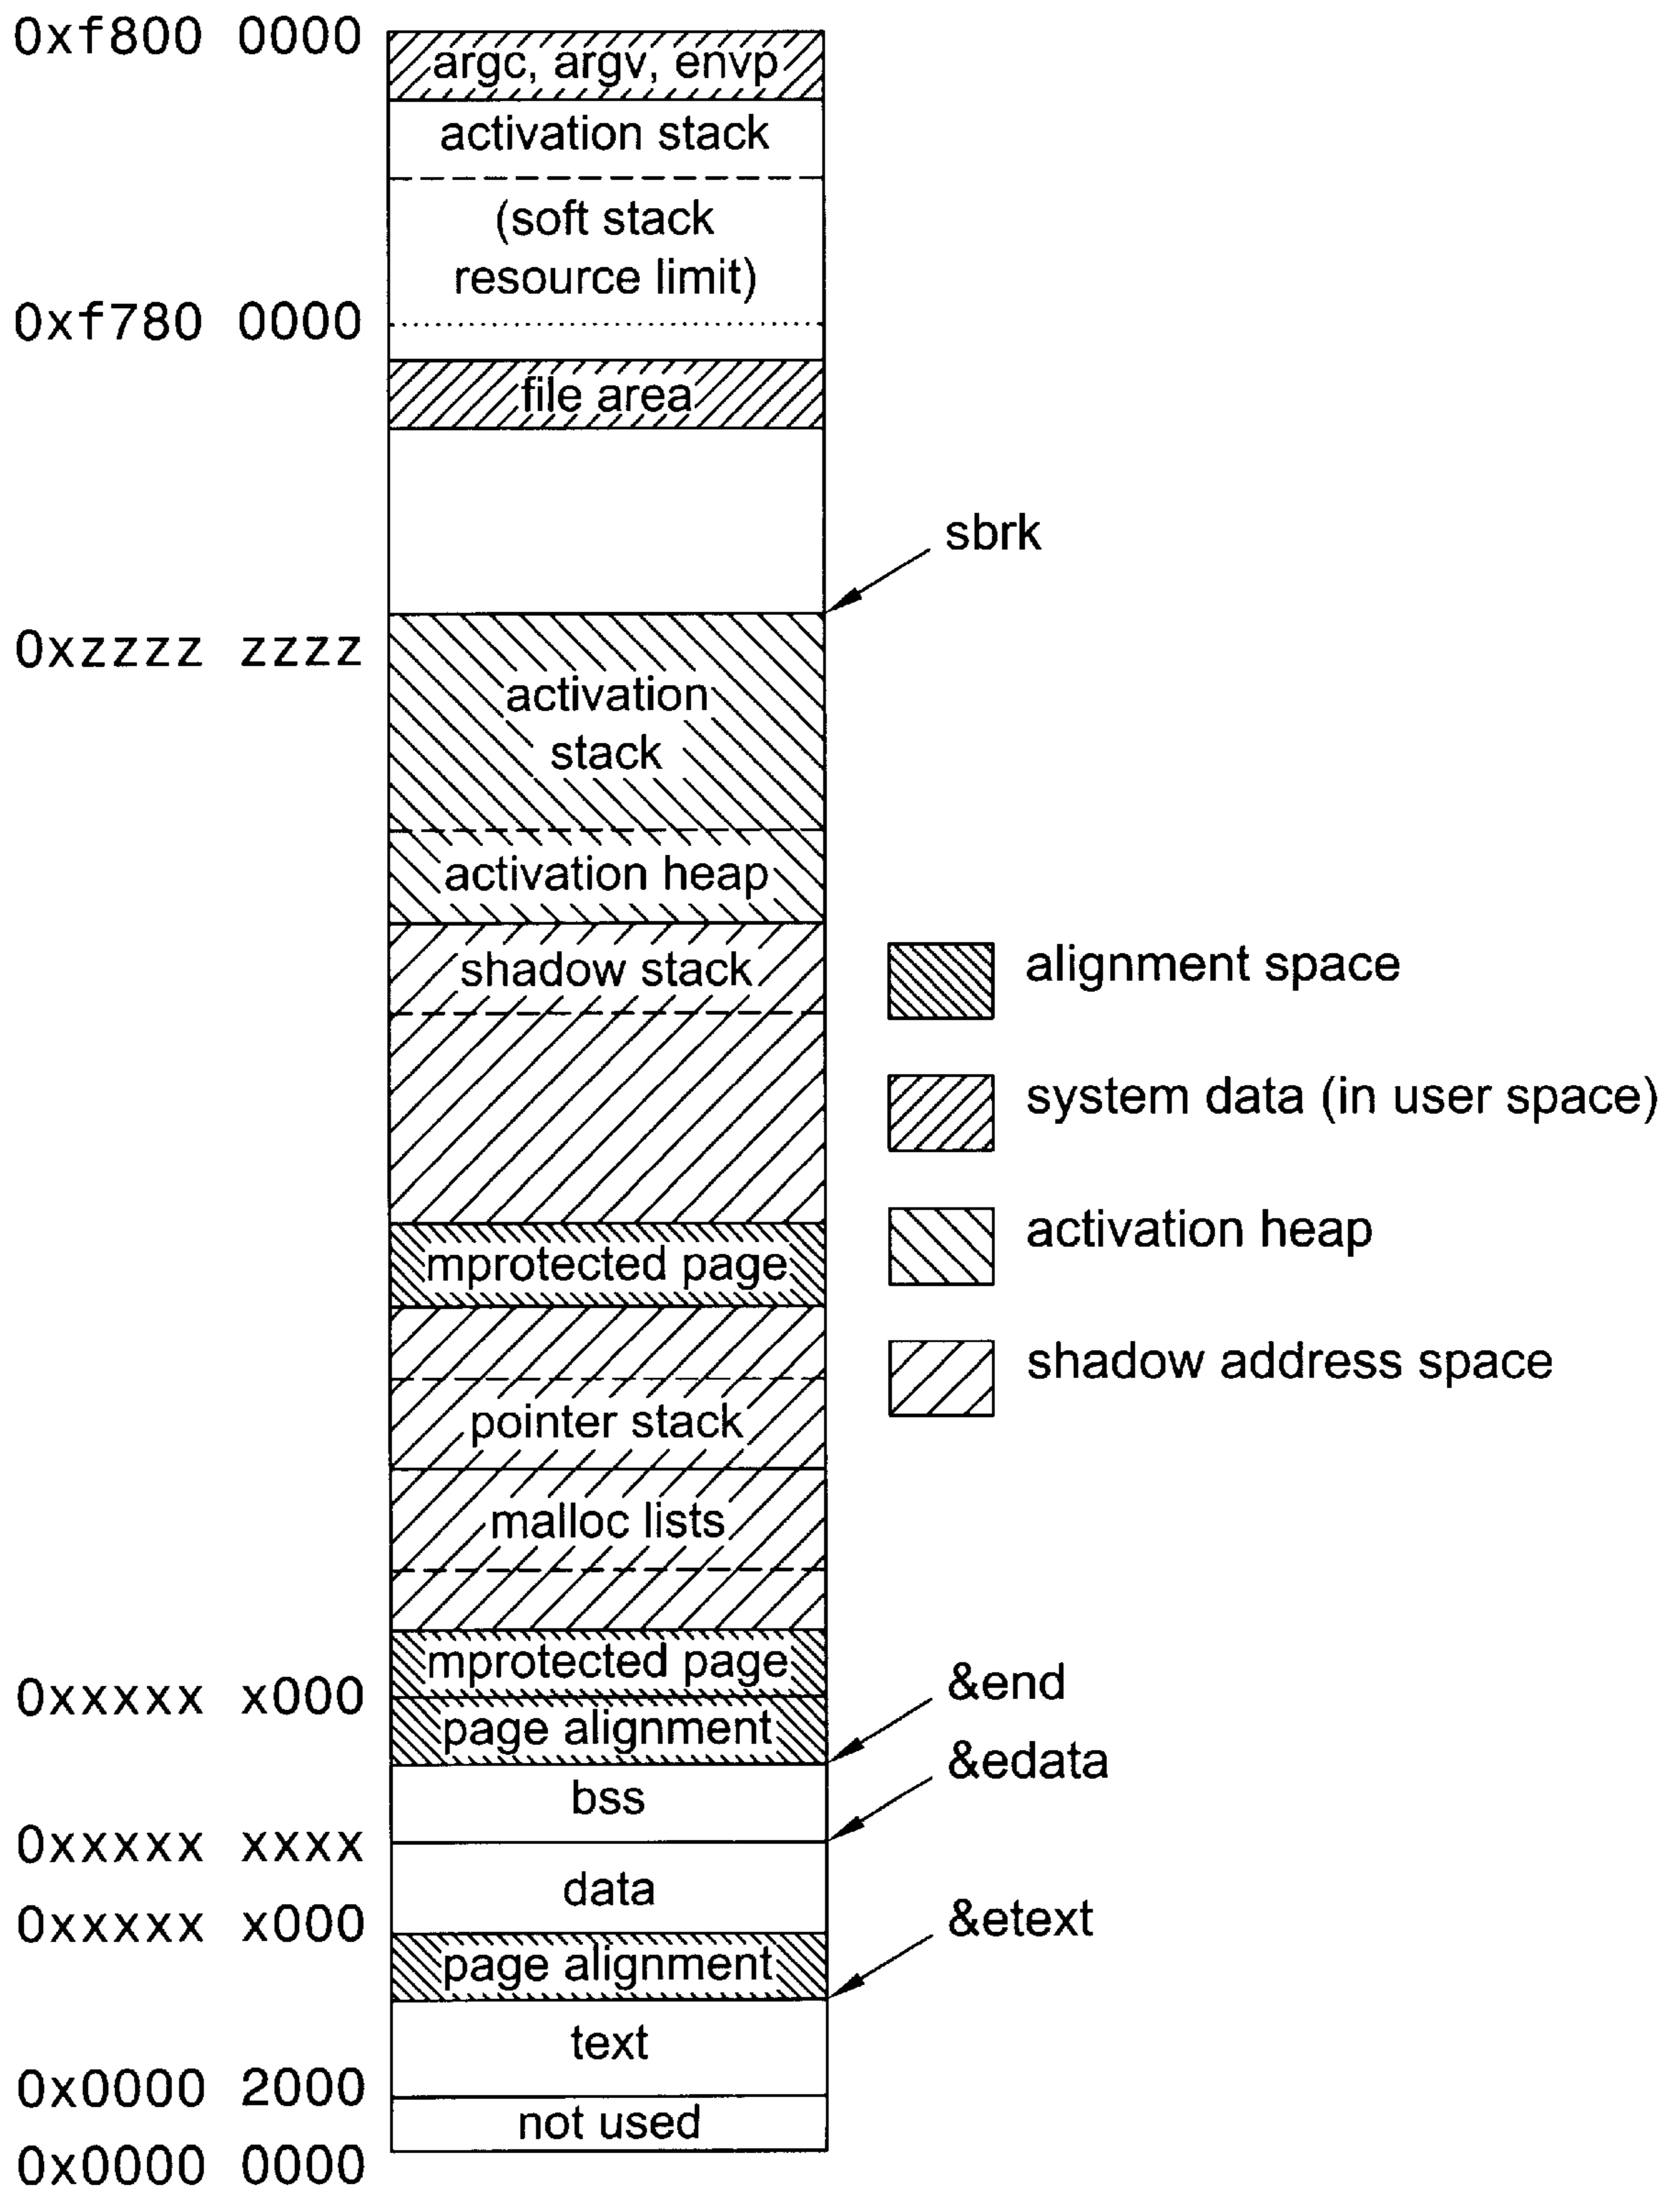 0xf800 0000
argc, argv, envp
activation stack
(soft stack
resource limit)
0xf780 0000
file area
sbrk
0xzzzz zzzz
activation
stack
activation heap
shadow stack
alignment space
system data (in user space)
mprotected page
activation heap
shadow address space
pointer stack
malloc lists
mprotected page
&end
0xxxxx x000
page alignment
&edata
bss
0xxxxx xxxx
data
&etext
0xxxxx x000
page alignment
text
0x0000 2000
not used
0x0000 0000